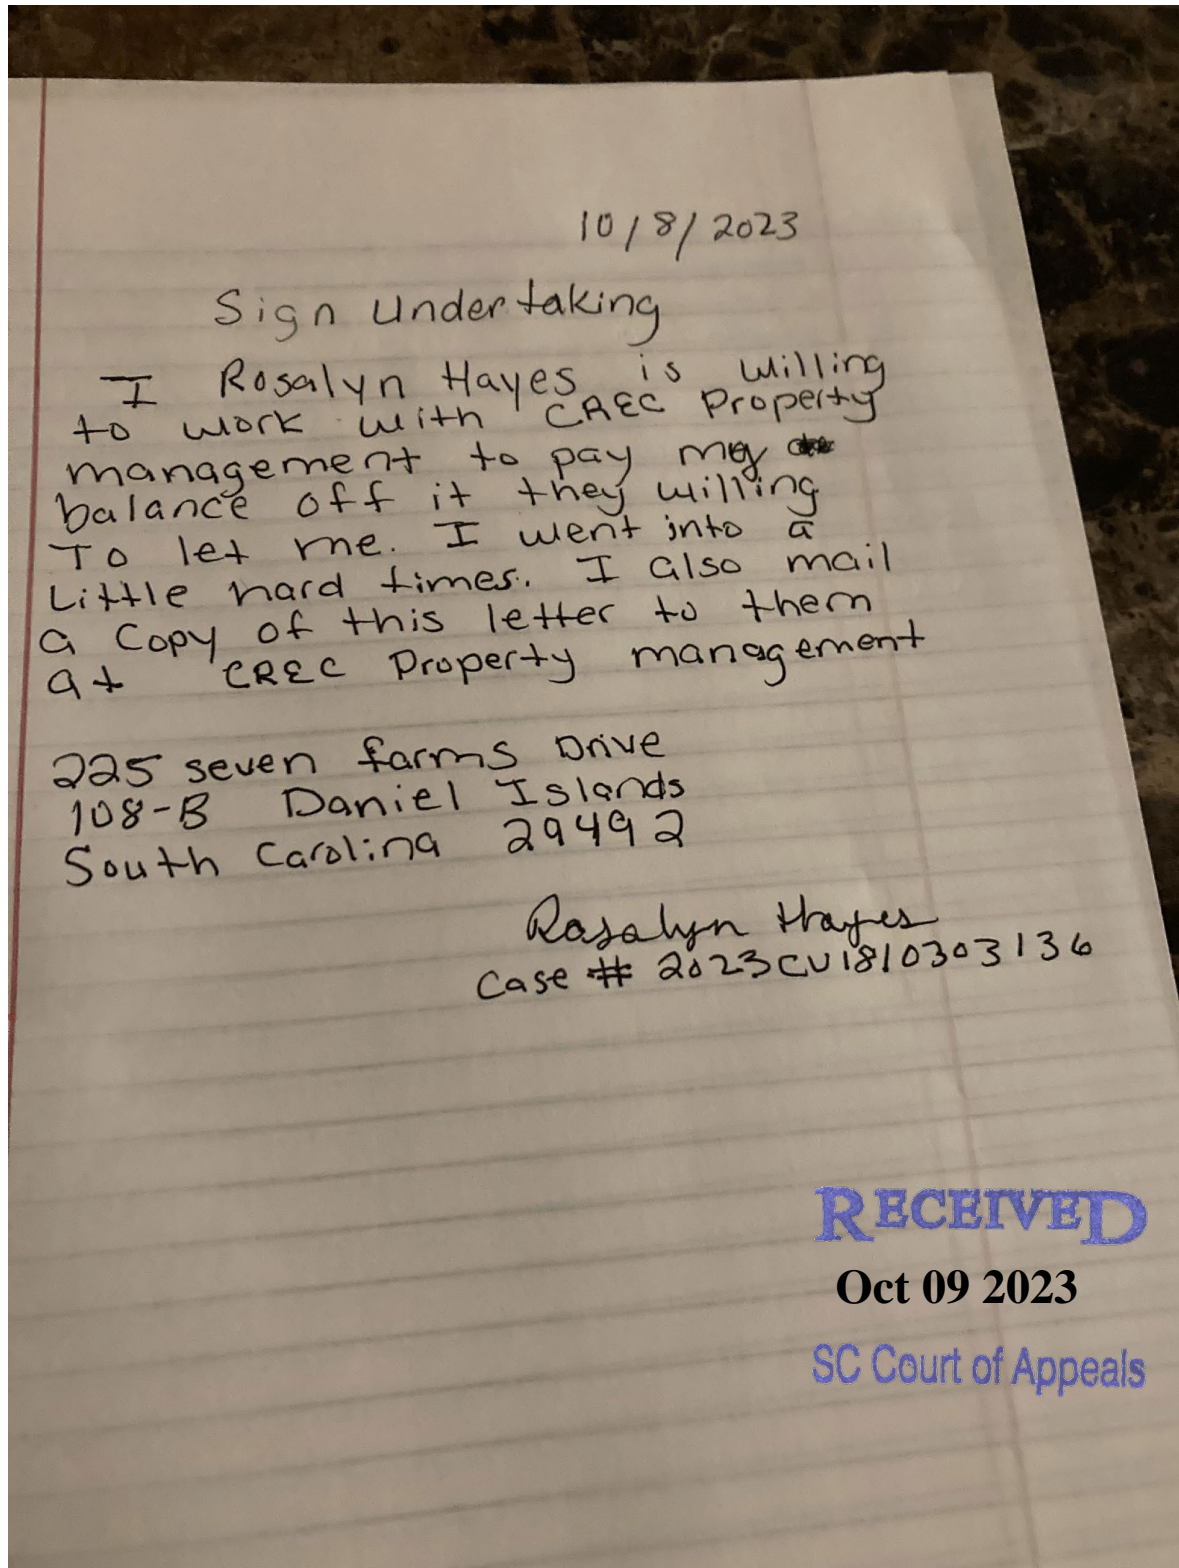 10/8/2023
Sign Undertaking
I Rosalyn Hayes is willing
to work with CREC Property
management to pay my
balance off it they willing
To let me. I went into a
Little hard times. I also mail
a Copy of this letter to them
at CREC Property management
225 seven farms Drive
108-B Daniel Islands
South Carolina 29492
Rosalyn Hayes
Case # 2023CV1810303136
RECEIVED
Oct 09 2023
SC Court of Appeals